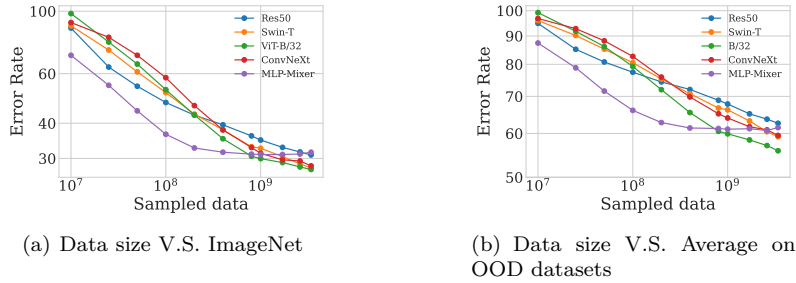 100
60
40
30
Error Rate
10^7
10^8
10^9
Sampled data
Res50
Swin-T
ViT-B/32
ConvNeXt
MLP-Mixer
(a) Data size V.S. ImageNet
100
90
80
70
60
50
Error Rate
10^7
10^8
10^9
Sampled data
Res50
Swin-T
B/32
ConvNeXt
MLP-Mixer
(b) Data size V.S. Average on
OOD datasets